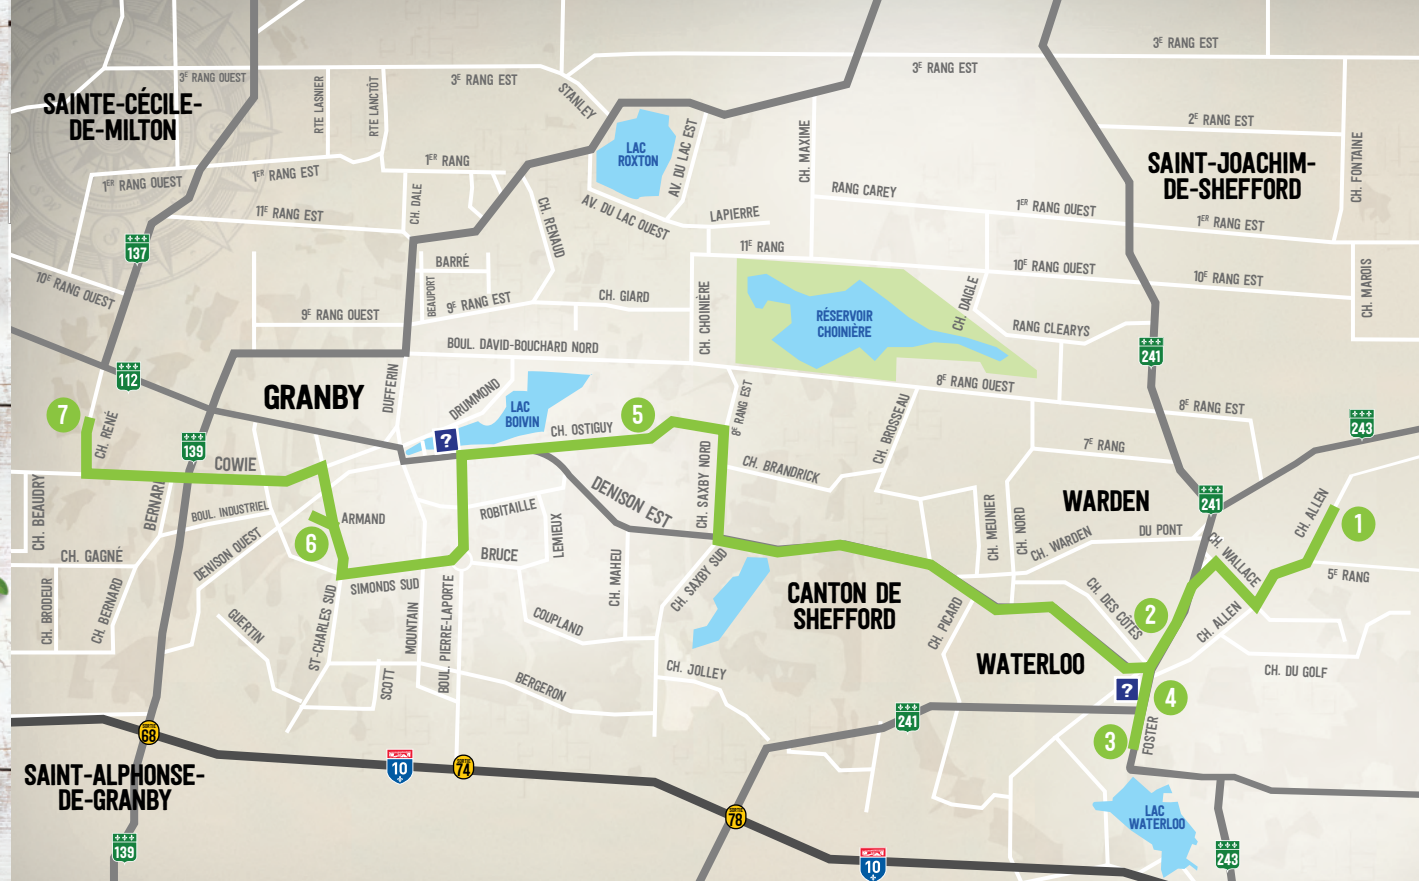 3E RANG EST
3E RANG EST
3E RANG OUEST
3E RANG EST
STANLEY
SAINTE-CÉCILE-
DE-MILTON
RTE LASNIER
RTE LANCTÔT
LAC
ROXTON
AV. DU LAC EST
CH. MAXIME
2E RANG EST
SAINT-JOACHIM-
DE-SHEFFORD
CH. FONTAINE
1ER RANG
1ER RANG EST
1ER RANG OUEST
RANG CAREY
1ER RANG OUEST
1ER RANG EST
11E RANG EST
CH. DALE
CH. RENAUD
AV. DU LAC OUEST
LAPIERRE
11E RANG
137
BARRÉ
10E RANG OUEST
10E RANG EST
CH. MAROIS
10E RANG OUEST
BEAUPORT
9E RANG EST
CH. GIARD
CH. CHOINIÈRE
RÉSERVOIR
CHOINIÈRE
CH. DAIGLE
RANG CLEARYS
9E RANG OUEST
BOUL. DAVID-BOUCHARD NORD
241
112
GRANBY
DUFFERIN
DRUMMOND
LAC
BOIVIN
8E RANG OUEST
8E RANG EST
8E RANG EST
7
CH. RENÉ
?
CH. OSTIGUY
5
CH. BROSSEAU
243
139
COWIE
7E RANG
CH. BRANDRICK
CH. SAXBY NORD
WARDEN
241
CH. BEAUDRY
BERNARD
BOUL. INDUSTRIEL
ARMAND
6
ROBITAILLE
LEMIEUX
DENISON EST
CH. MEUNIER
CH. NORD
CH. WARDEN
DU PONT
CH. ALLEN
1
CH. GAGNÉ
DENISON OUEST
BRUCE
CH. MAHEU
CH. SAXBY SUD
CH. WALLACE
5E RANG
CH. BRODEUR
CH. BERNARD
SIMONDS SUD
CANTON DE
SHEFFORD
CH. DES CÔTES
2
CH. ALLEN
GUERTIN
ST-CHARLES SUD
MOUNTAIN
BOUL. PIERRE-LAPORTE
COUPLAND
CH. PICARD
WATERLOO
CH. JOLLEY
CH. DU GOLF
SCOTT
BERGERON
?
4
241
3
FOSTER
SORTIE
68
10
SORTIE
74
SAINT-ALPHONSE-
DE-GRANBY
SORTIE
78
LAC
WATERLOO
139
10
243